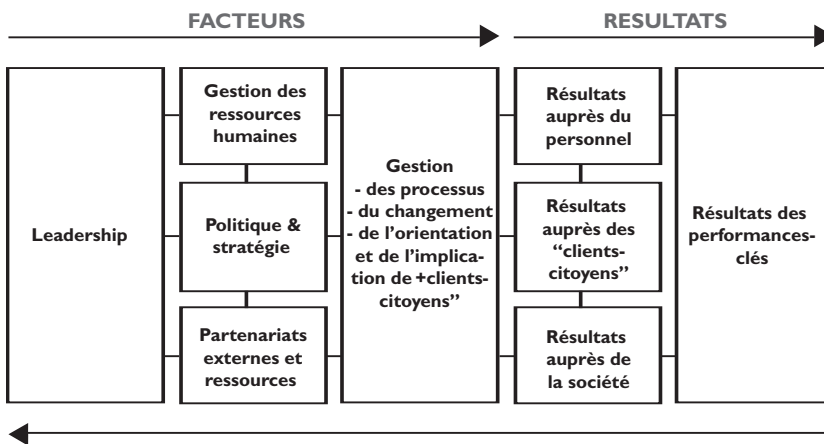 FACTEURS
RESULTATS
Leadership
Gestion des
ressources
humaines
Politique &
stratégie
Partenariats
externes et
ressources
Gestion
- des processus
- du changement
- de l’orientation
et de l’implica-
tion de +clients-
citoyens”
Résultats
auprès du
personnel
Résultats
auprès des
“clients-
citoyens”
Résultats
auprès de
la société
Résultats des
performances-
clés